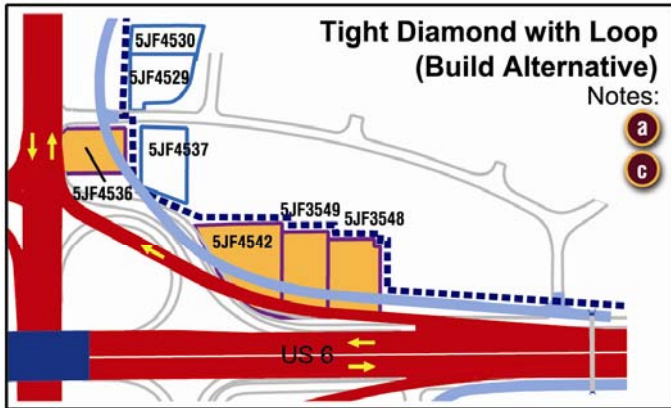 Tight Diamond with Loop
(Build Alternative)
Notes:
a
c
5JF4530
5JF4529
5JF4537
5JF4536
5JF3549
5JF3548
5JF4542
US 6